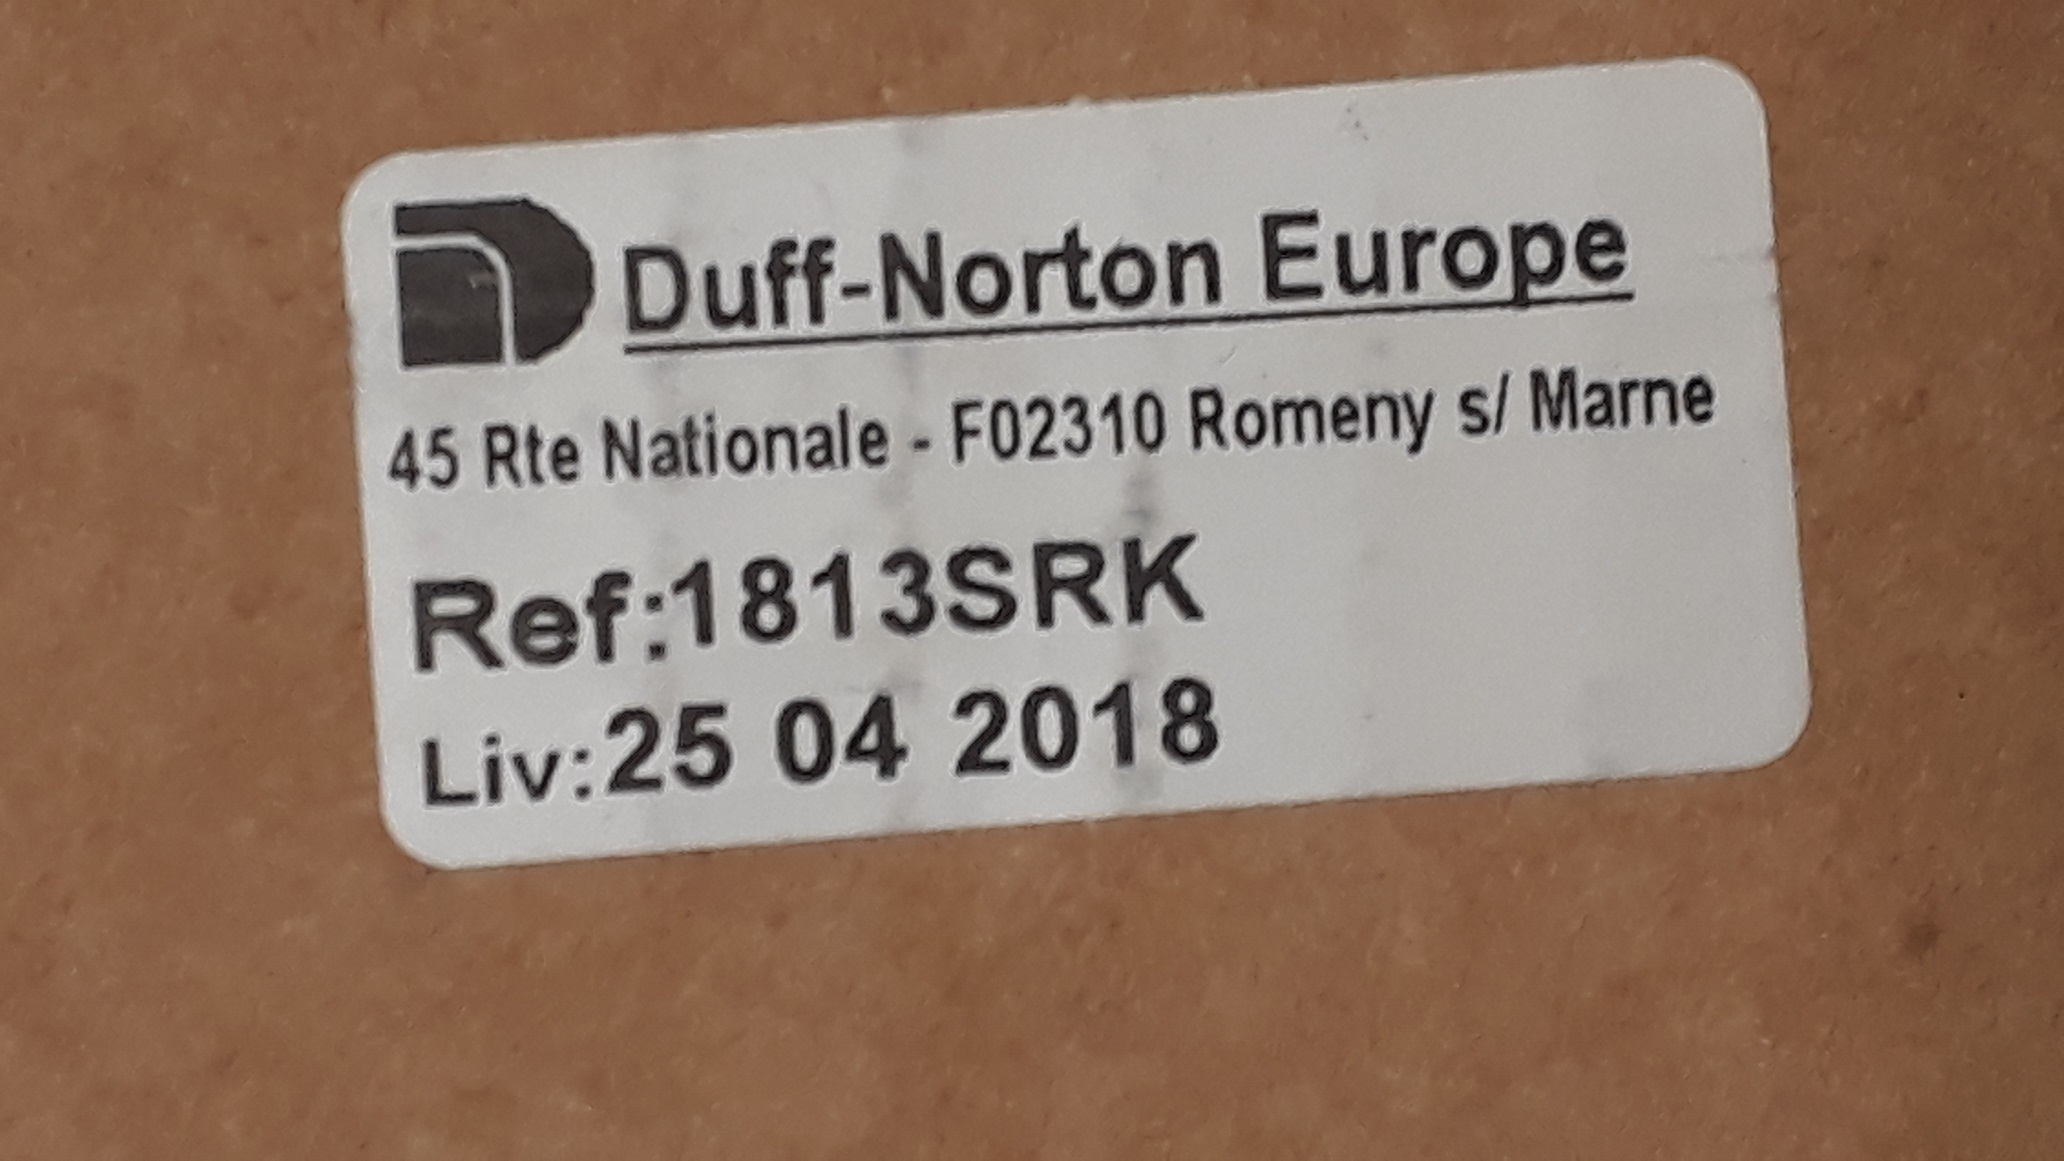 Duff-Norton Europe
45 Rte Nationale - F02310 Romeny s/ Marne
Ref:1813SRK
Liv:25 04 2018